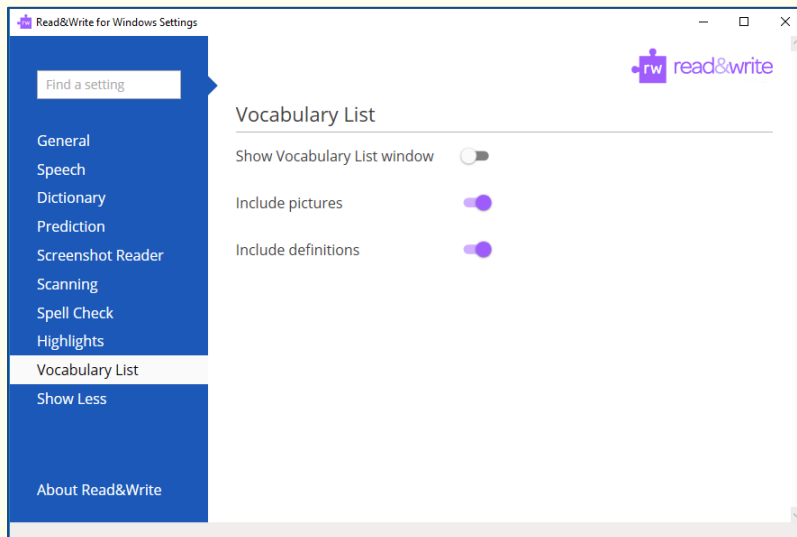 Read&Write for Windows Settings
Find a setting
rw read&write
Vocabulary List
General
Show Vocabulary List window
Speech
Include pictures
Dictionary
Prediction
Include definitions
Screenshot Reader
Scanning
Spell Check
Highlights
Vocabulary List
Show Less
About Read&Write